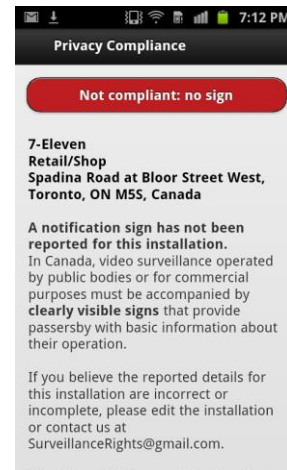 7:12 PM
Privacy Compliance
Not compliant: no sign
7-Eleven
Retail/Shop
Spadina Road at Bloor Street West,
Toronto, ON M5S, Canada
A notification sign has not been
reported for this installation.
In Canada, video surveillance operated
by public bodies or for commercial
purposes must be accompanied by
clearly visible signs that provide
passersby with basic information about
their operation.
If you believe the reported details for
this installation are incorrect or
incomplete, please edit the installation
or contact us at
SurveillanceRights@gmail.com.